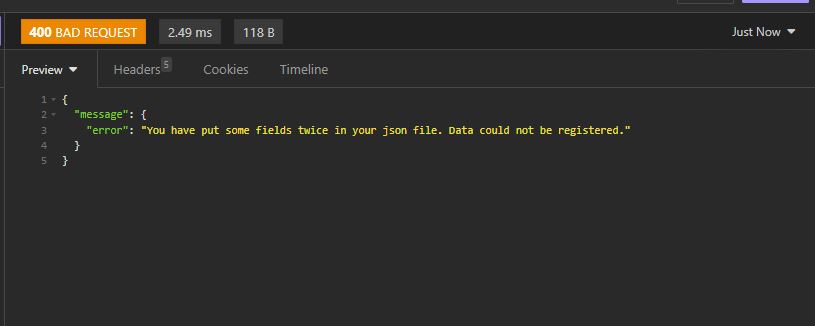 400 BAD REQUEST 2.49 ms 118 B Just Now
Preview Headers 5 Cookies Timeline
1 {
2 "message": {
3 "error": "You have put some fields twice in your json file. Data could not be registered."
4 }
5 }